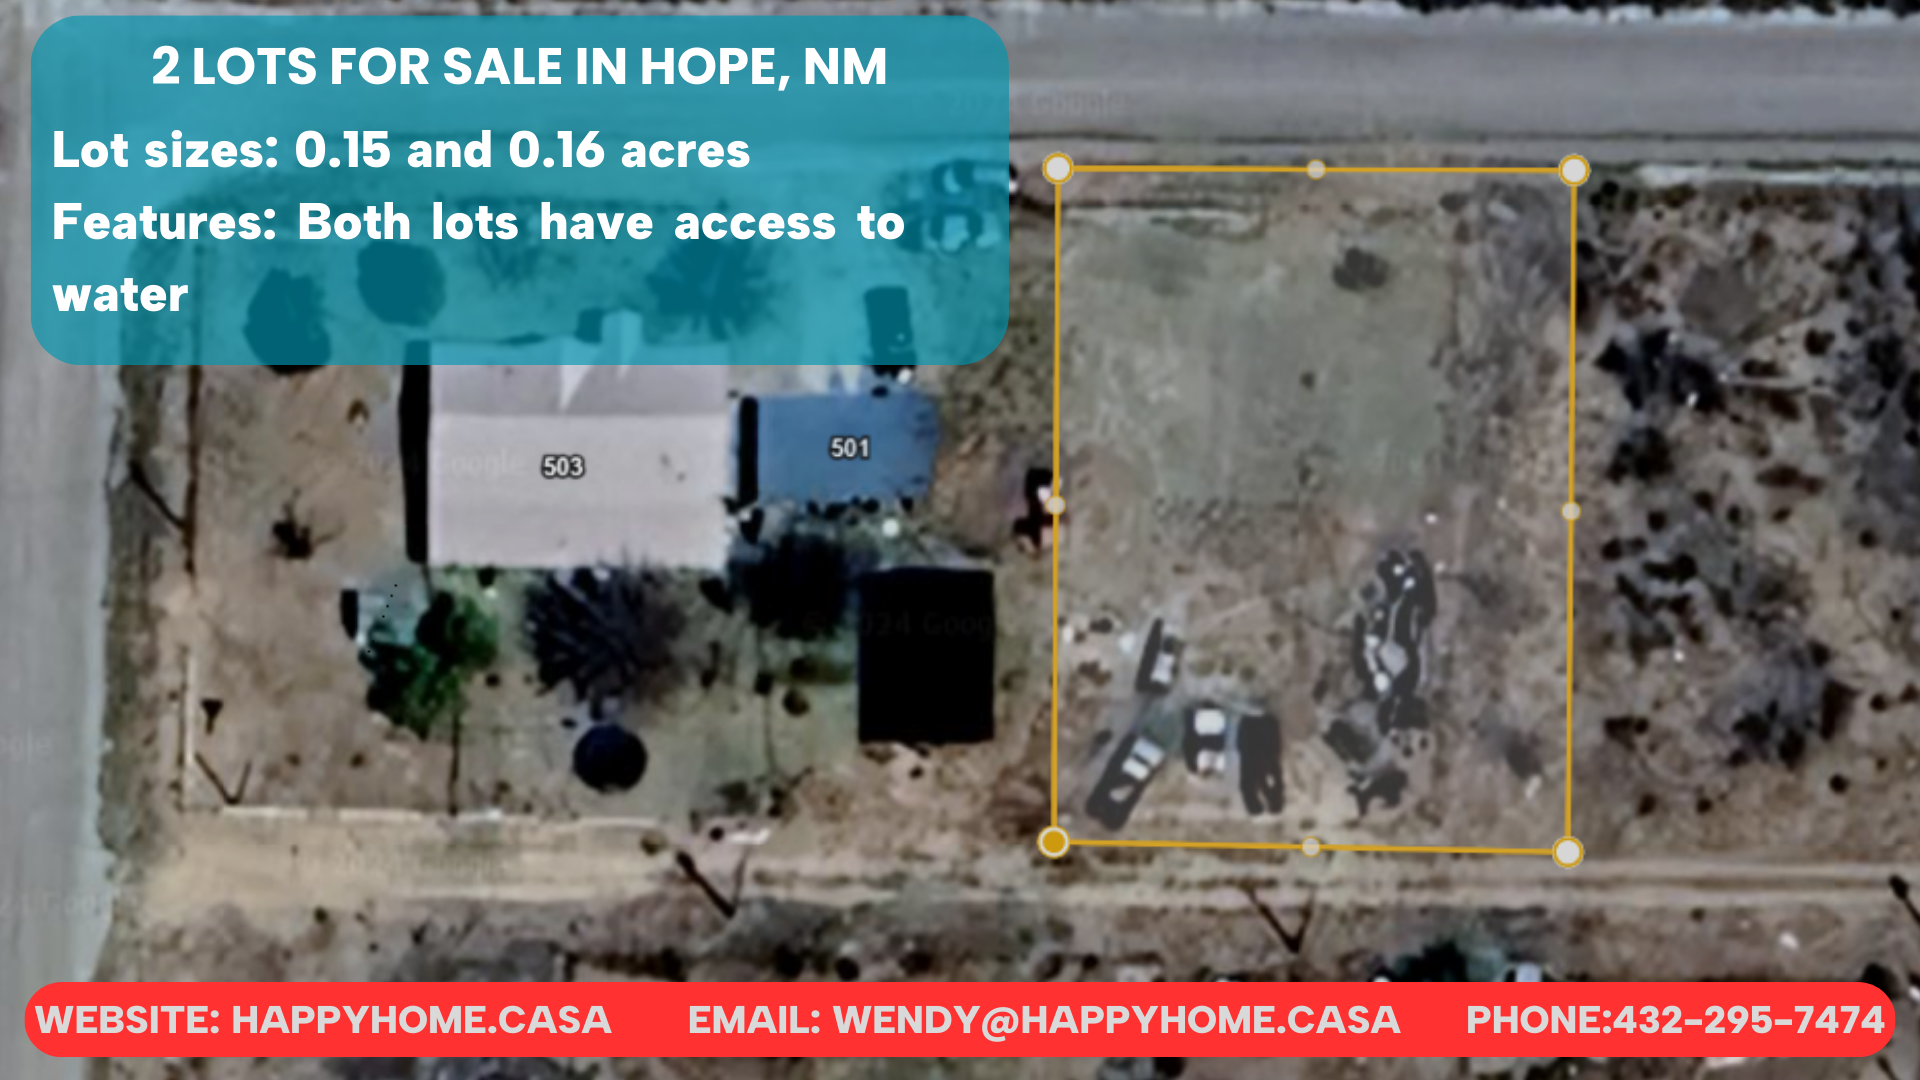 2 LOTS FOR SALE IN HOPE, NM
Lot sizes: 0.15 and 0.16 acres
Features: Both lots have access to
water
503
501
WEBSITE: HAPPYHOME.CASA EMAIL: WENDY@HAPPYHOME.CASA PHONE:432-295-7474